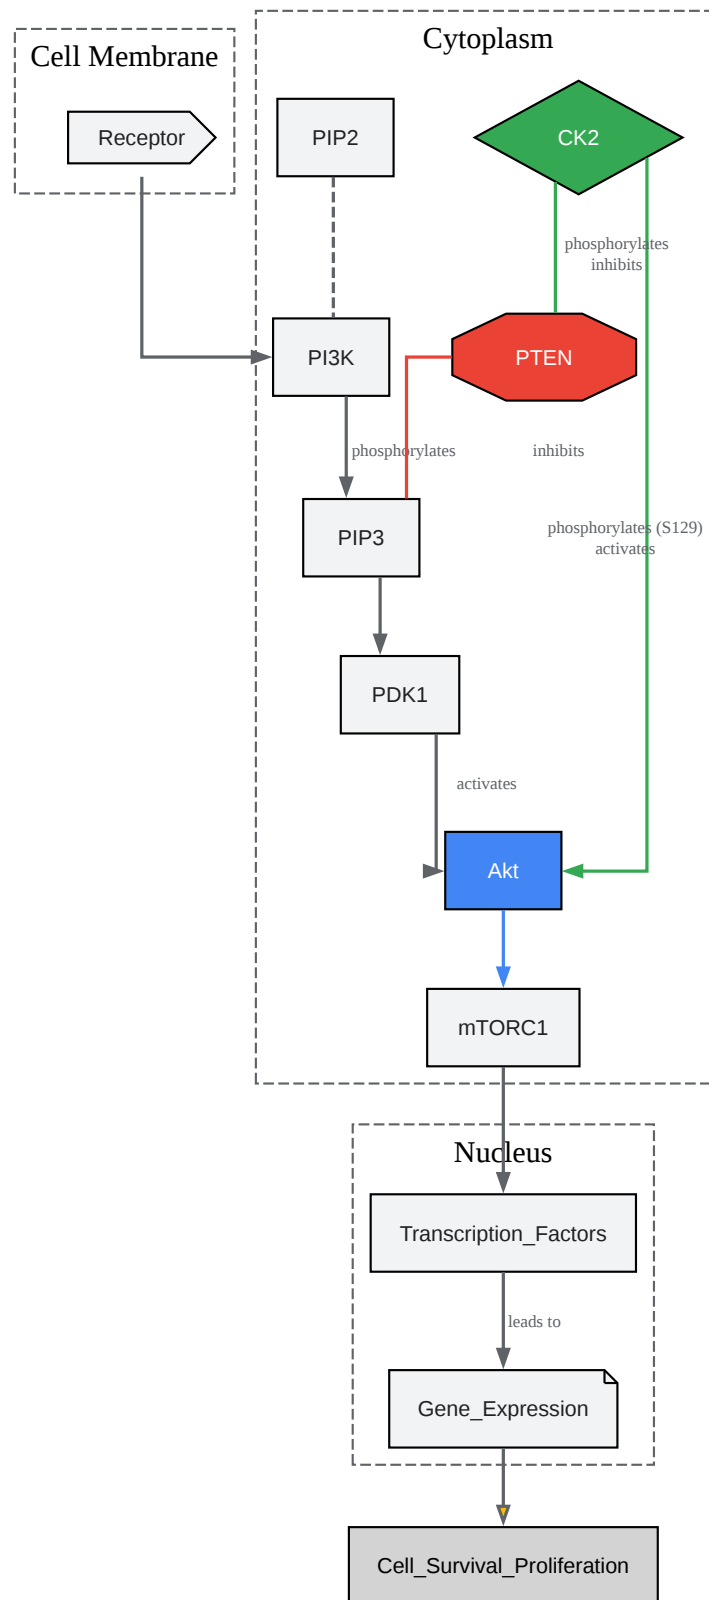 Cell Membrane
Cytoplasm
Receptor
PIP2
CK2
phosphorylates
inhibits
PI3K
PTEN
phosphorylates
inhibits
PIP3
phosphorylates (S129)
activates
PDK1
activates
Akt
mTORC1
Nucleus
Transcription_Factors
leads to
Gene_Expression
Cell_Survival_Proliferation